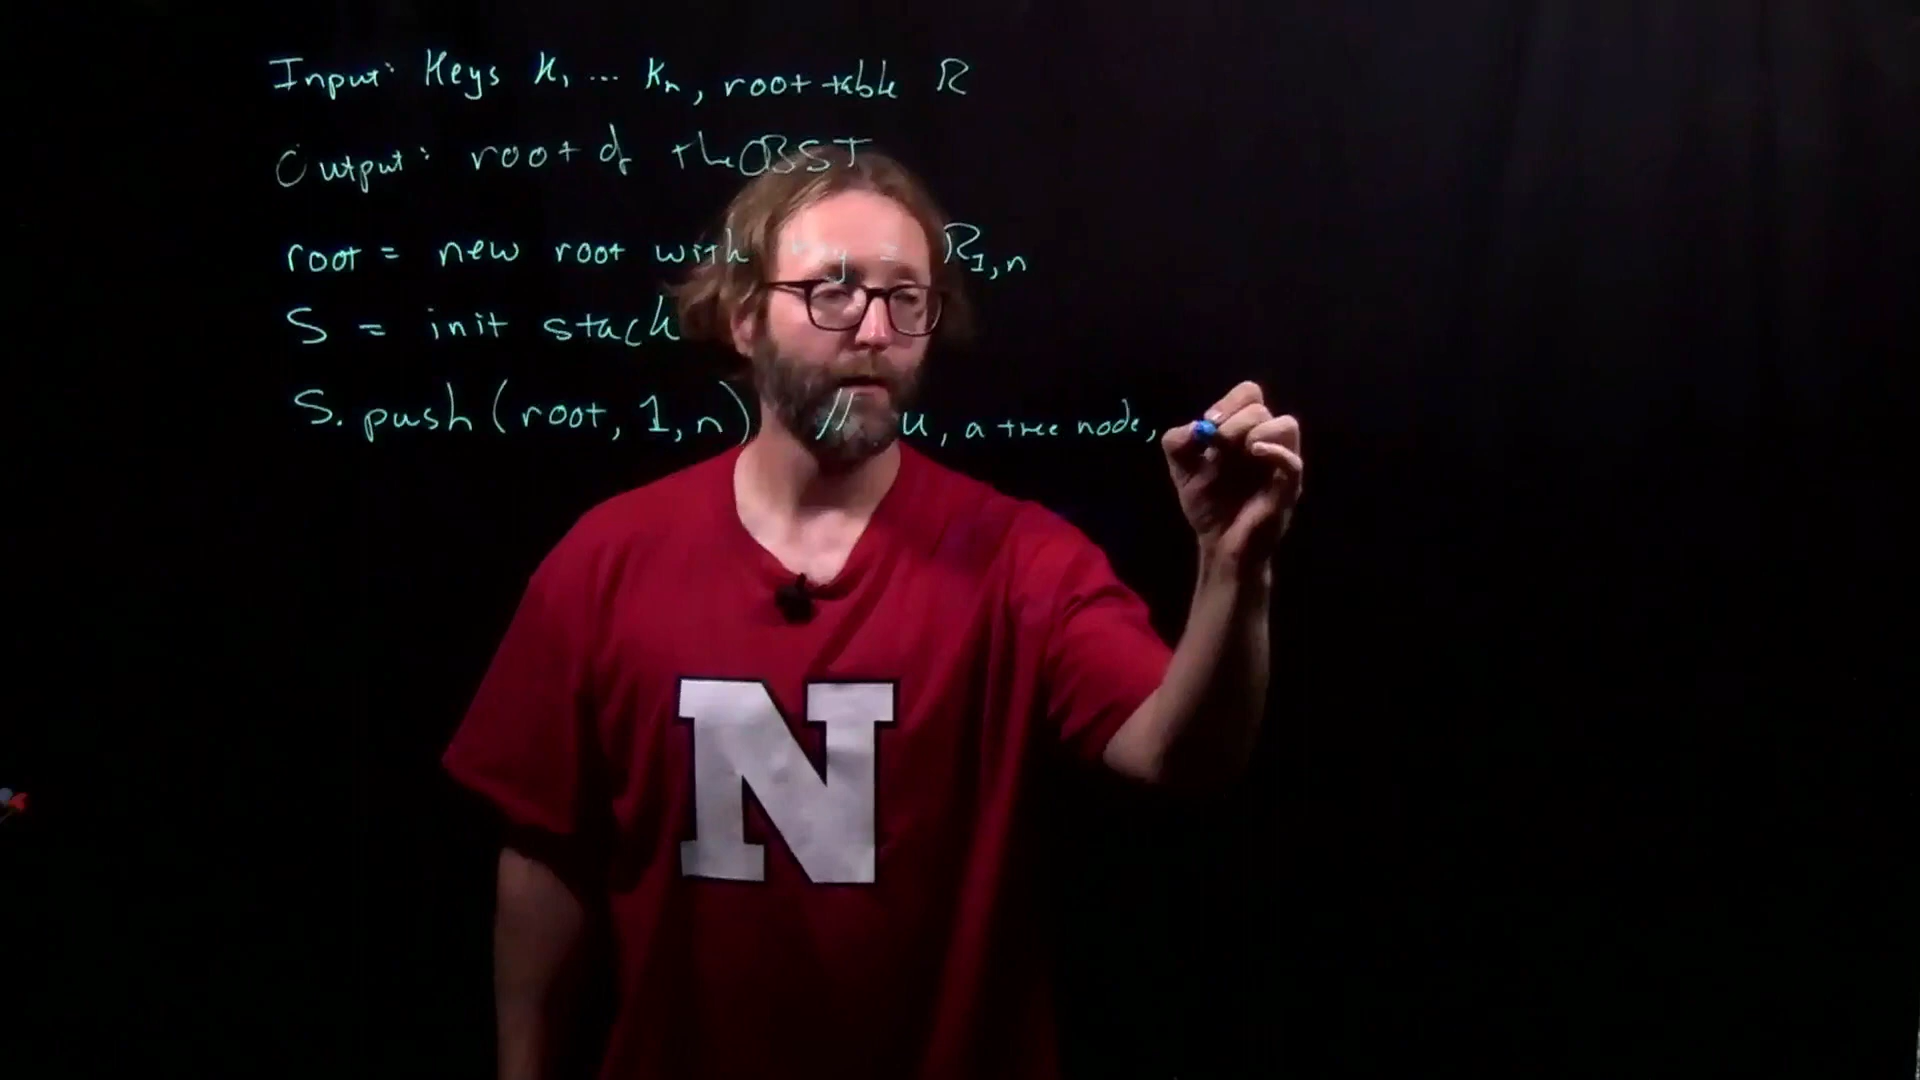 Input: Keys k, ... kn, root table R
Output: root of the OBST
root = new root with key = R1,n
S = init stack
S. push (root, 1, n) // u, a tree node,
N